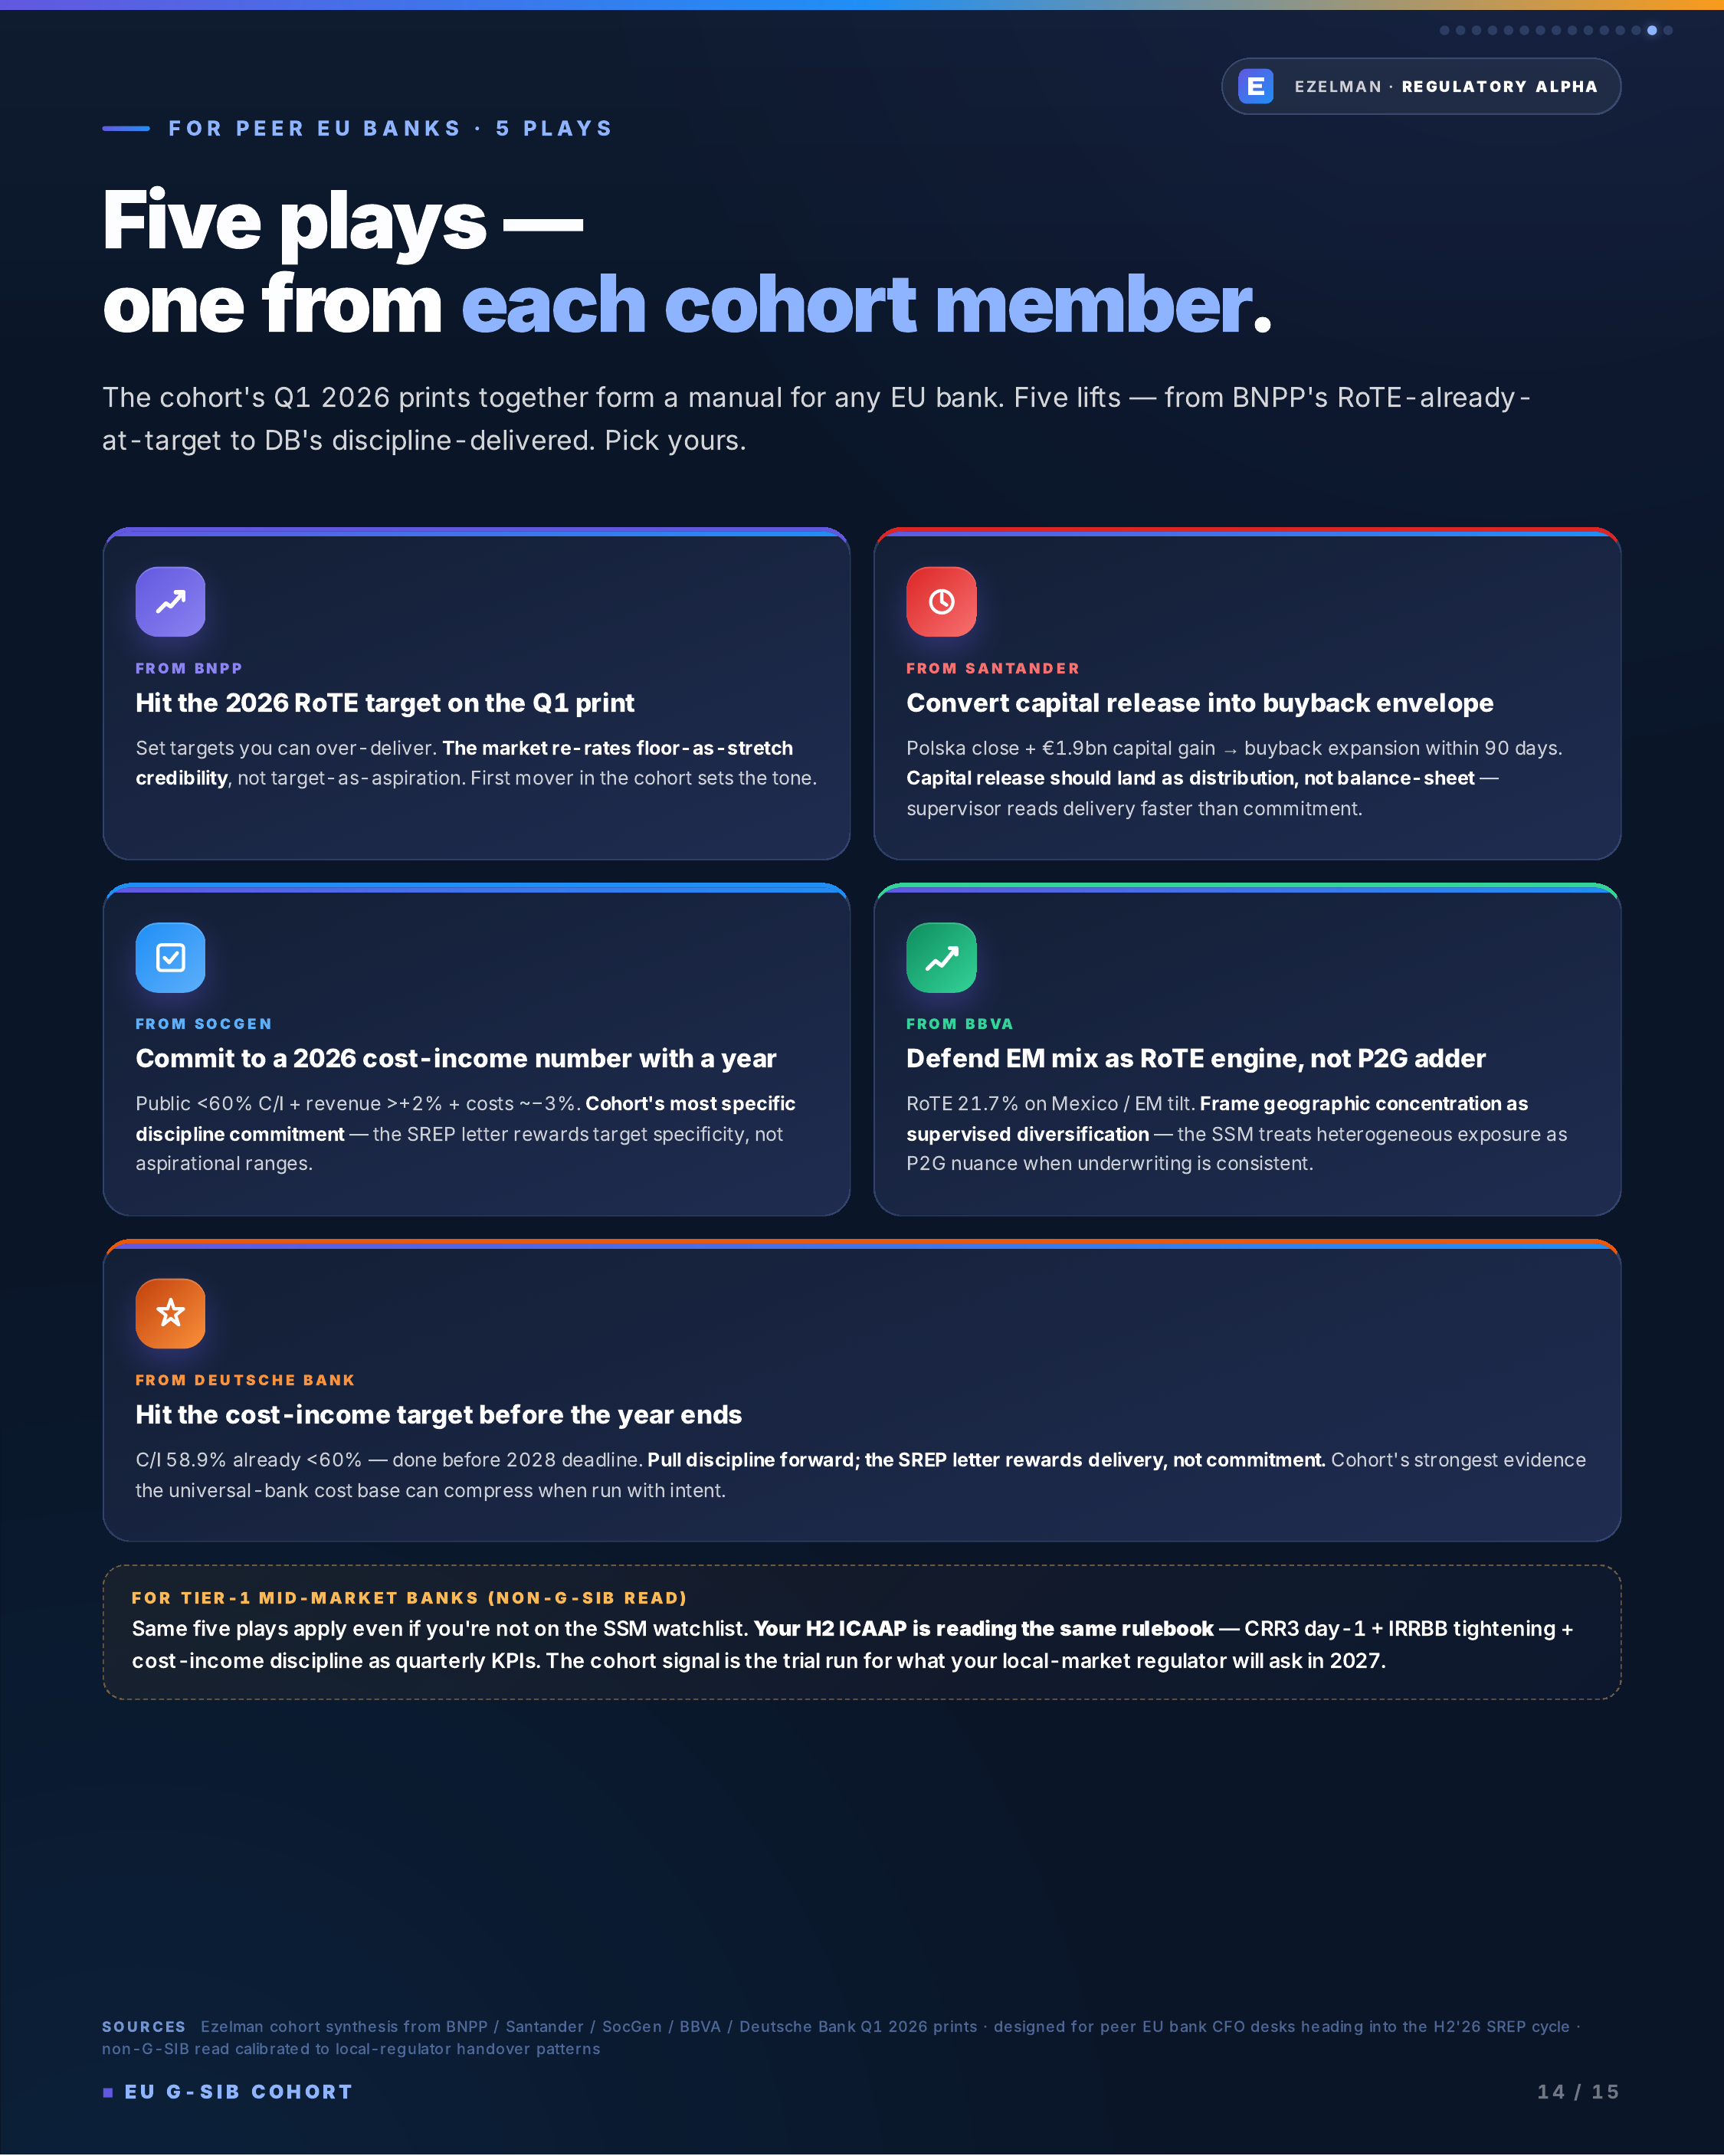 E EZELMAN · REGULATORY ALPHA
FOR PEER EU BANKS · 5 PLAYS
Five plays —
one from each cohort member.
The cohort's Q1 2026 prints together form a manual for any EU bank. Five lifts — from BNPP's RoTE-already-
at-target to DB's discipline-delivered. Pick yours.
FROM BNPP
Hit the 2026 RoTE target on the Q1 print
Set targets you can over-deliver. The market re-rates floor-as-stretch
credibility, not target-as-aspiration. First mover in the cohort sets the tone.
FROM SANTANDER
Convert capital release into buyback envelope
Polska close + €1.9bn capital gain → buyback expansion within 90 days.
Capital release should land as distribution, not balance-sheet —
supervisor reads delivery faster than commitment.
FROM SOCGEN
Commit to a 2026 cost-income number with a year
Public <60% C/I + revenue >+2% + costs ~−3%. Cohort's most specific
discipline commitment — the SREP letter rewards target specificity, not
aspirational ranges.
FROM BBVA
Defend EM mix as RoTE engine, not P2G adder
RoTE 21.7% on Mexico / EM tilt. Frame geographic concentration as
supervised diversification — the SSM treats heterogeneous exposure as
P2G nuance when underwriting is consistent.
FROM DEUTSCHE BANK
Hit the cost-income target before the year ends
C/I 58.9% already <60% — done before 2028 deadline. Pull discipline forward; the SREP letter rewards delivery, not commitment. Cohort's strongest evidence
the universal-bank cost base can compress when run with intent.
FOR TIER-1 MID-MARKET BANKS (NON-G-SIB READ)
Same five plays apply even if you're not on the SSM watchlist. Your H2 ICAAP is reading the same rulebook — CRR3 day-1 + IRRBB tightening +
cost-income discipline as quarterly KPIs. The cohort signal is the trial run for what your local-market regulator will ask in 2027.
SOURCES Ezelman cohort synthesis from BNPP / Santander / SocGen / BBVA / Deutsche Bank Q1 2026 prints · designed for peer EU bank CFO desks heading into the H2'26 SREP cycle ·
non-G-SIB read calibrated to local-regulator handover patterns
EU G-SIB COHORT
14 / 15